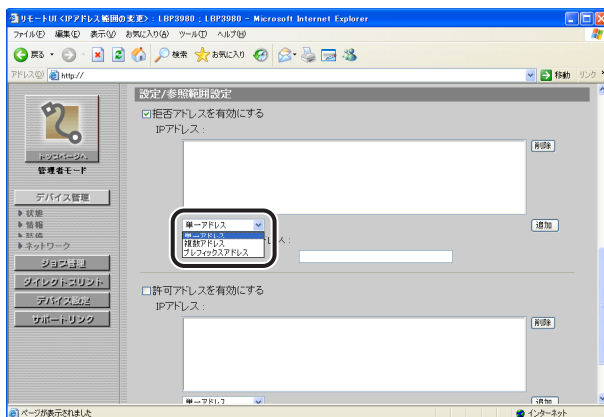 リモートUI <IPアドレス範囲の変更> : LBP3980 ; LBP3980 - Microsoft Internet Explorer
ファイル(F) 編集(E) 表示(V) お気に入り(A) ツール(T) ヘルプ(H)
戻る 検索 お気に入り
アドレス(D) http:// 移動 リンク
設定/参照範囲設定
拒否アドレスを有効にする
IPアドレス :
削除
トップページへ
管理者モード
デバイス管理
状態
情報
ネットワーク
ジョブ管理
ダイレクトプリント
デバイス設定
サポートリンク
単一アドレス
追加
単一アドレス
複数アドレス
プレフィックスアドレス
許可アドレスを有効にする
IPアドレス :
削除
単一アドレス
追加
ページが表示されました インターネット